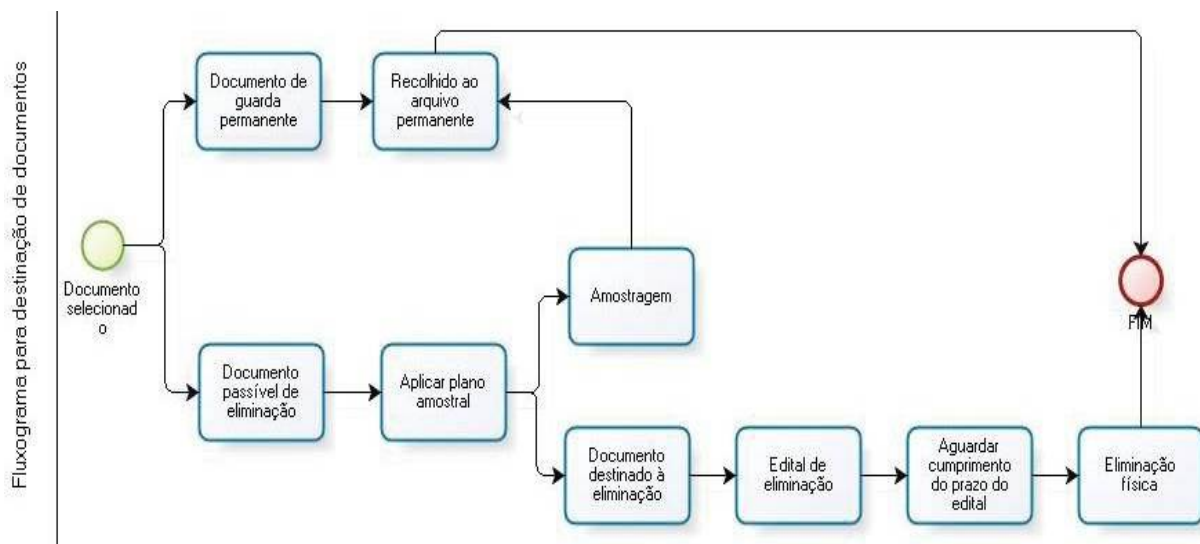 Fluxograma para destinação de documentos
Documento de
guarda
permanente
Recolhido ao
arquivo
permanente
Documento
selecionad
o
Amostragem
FIM
Documento
passível de
eliminação
Aplicar plano
amostral
Documento
destinado à
eliminação
Edital de
eliminação
Aguardar
cumprimento
do prazo do
edital
Eliminação
física